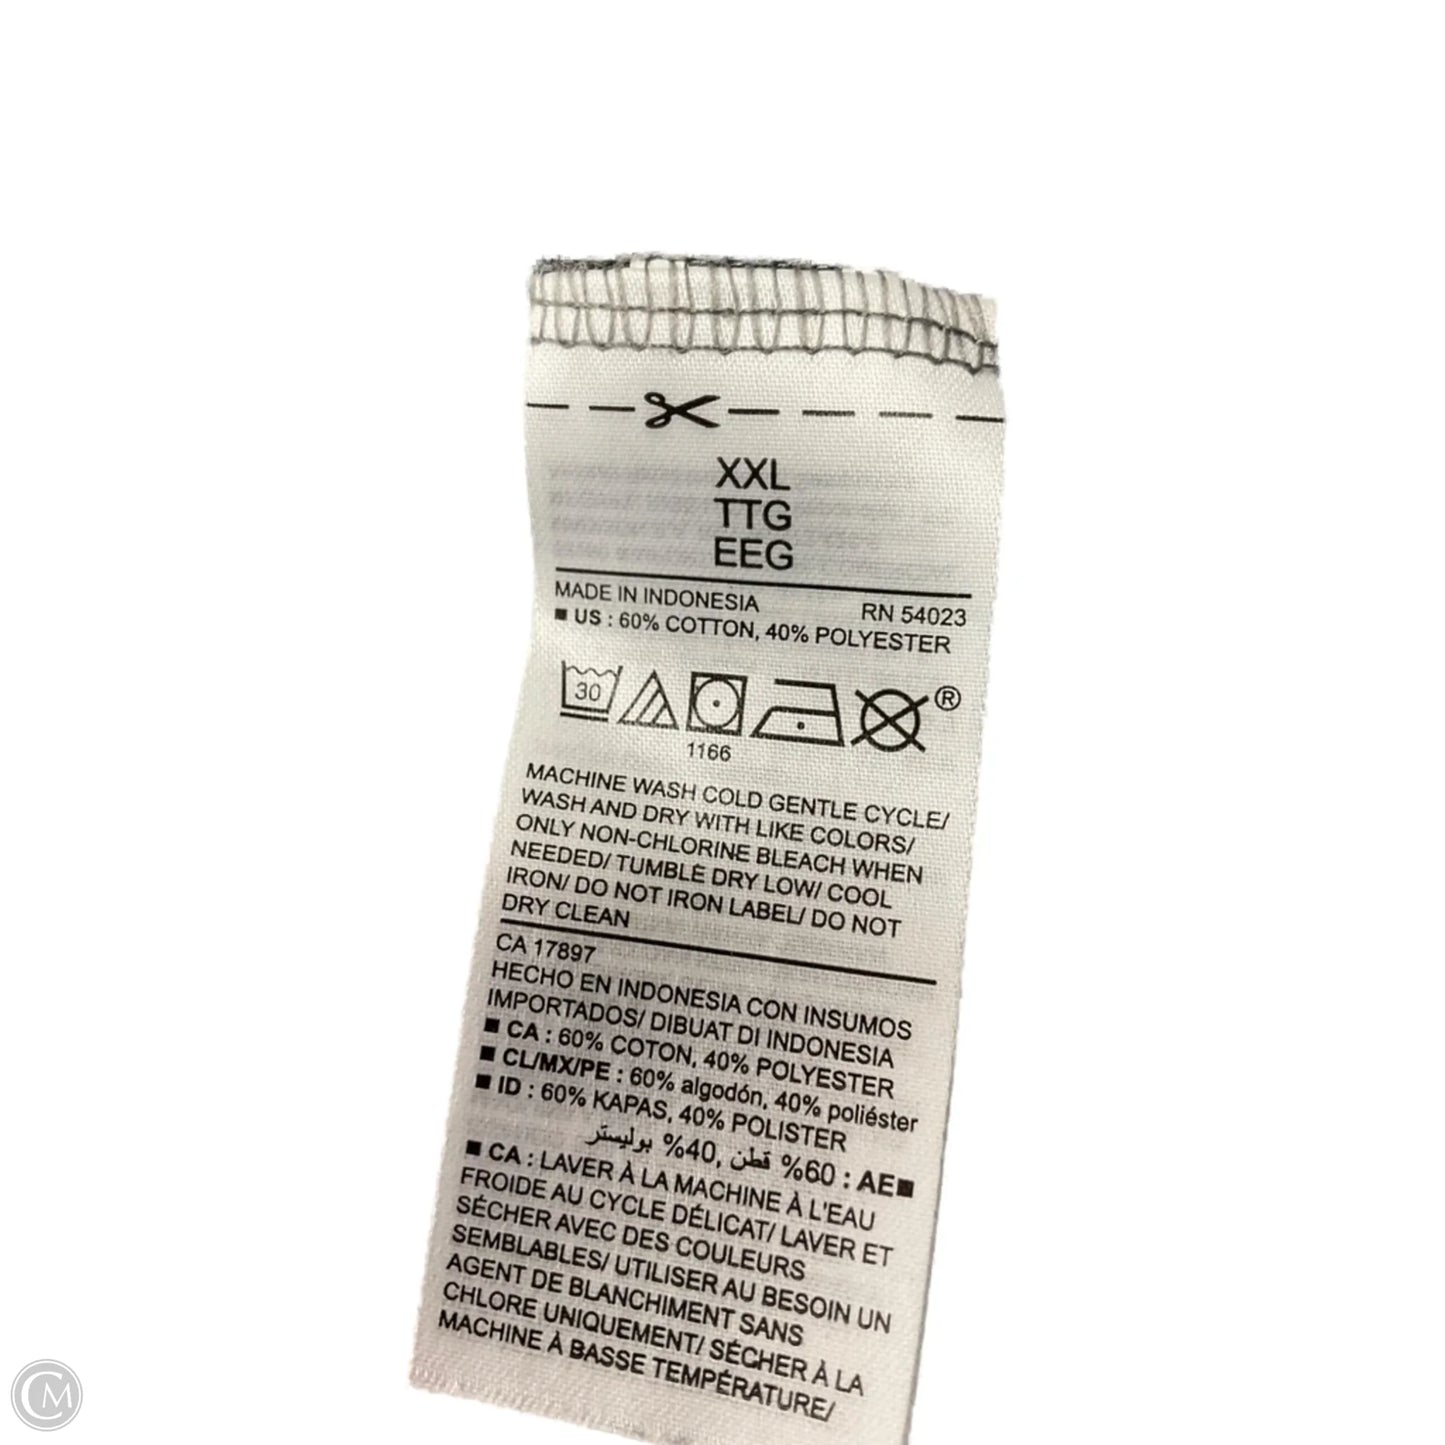 XXL
TTG
EEG
MADE IN INDONESIA RN 54023
■ US : 60% COTTON, 40% POLYESTER
30
®
1166
MACHINE WASH COLD GENTLE CYCLE/
WASH AND DRY WITH LIKE COLORS/
ONLY NON-CHLORINE BLEACH WHEN
NEEDED/ TUMBLE DRY LOW/ COOL
IRON/ DO NOT IRON LABEL/ DO NOT
DRY CLEAN
CA 17897
HECHO EN INDONESIA CON INSUMOS
IMPORTADOS/ DIBUAT DI INDONESIA
■ CA : 60% COTON, 40% POLYESTER
■ CL/MX/PE : 60% algodón, 40% poliéster
■ ID : 60% KAPAS, 40% POLISTER
■AE : 60% قطن ,40% بوليستر
■ CA : LAVER À LA MACHINE À L'EAU
FROIDE AU CYCLE DÉLICAT/ LAVER ET
SÉCHER AVEC DES COULEURS
SEMBLABLES/ UTILISER AU BESOIN UN
AGENT DE BLANCHIMENT SANS
CHLORE UNIQUEMENT/ SÉCHER À LA
MACHINE À BASSE TEMPÉRATURE/
CM